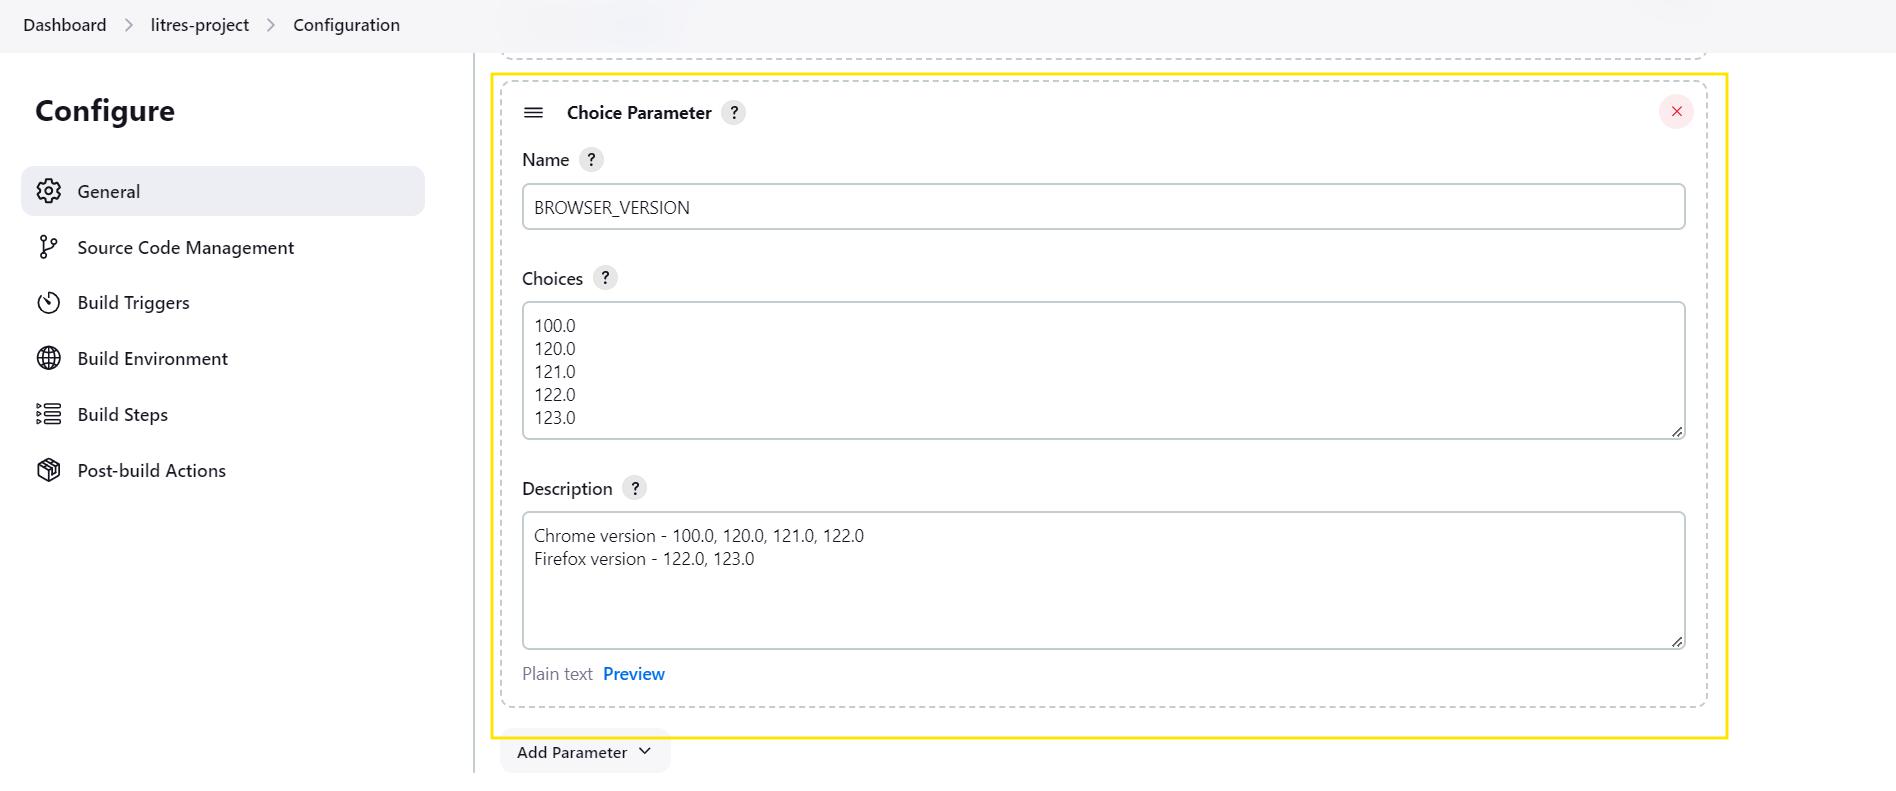 Dashboard > litres-project > Configuration
Configure
General
Source Code Management
Build Triggers
Build Environment
Build Steps
Post-build Actions
Choice Parameter ?
Name ?
BROWSER_VERSION
Choices ?
100.0
120.0
121.0
122.0
123.0
Description ?
Chrome version - 100.0, 120.0, 121.0, 122.0
Firefox version - 122.0, 123.0
Plain text Preview
Add Parameter